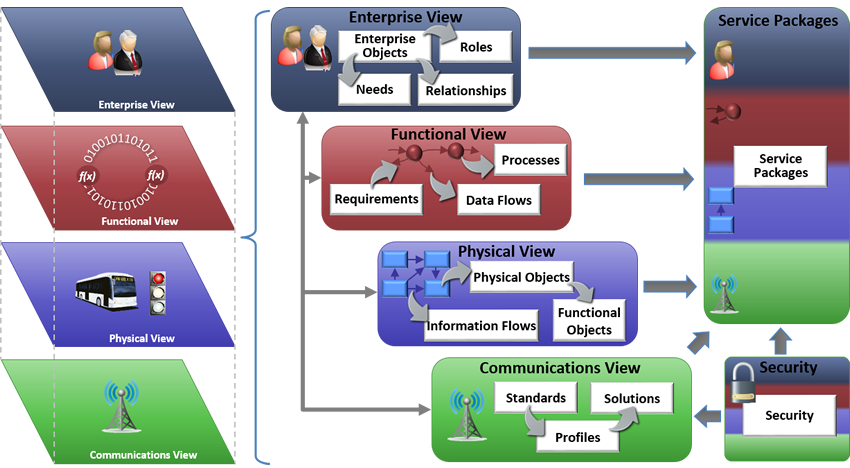 Enterprise View
0100101101011
f(x)
f(x)
Functional View
Physical View
Communications View
Enterprise View
Enterprise
Objects
Roles
Needs
Relationships
Functional View
Processes
Requirements
Data Flows
Physical View
Physical Objects
Information Flows
Functional
Objects
Communications View
Standards
Solutions
Profiles
Service Packages
Service
Packages
Security
Security